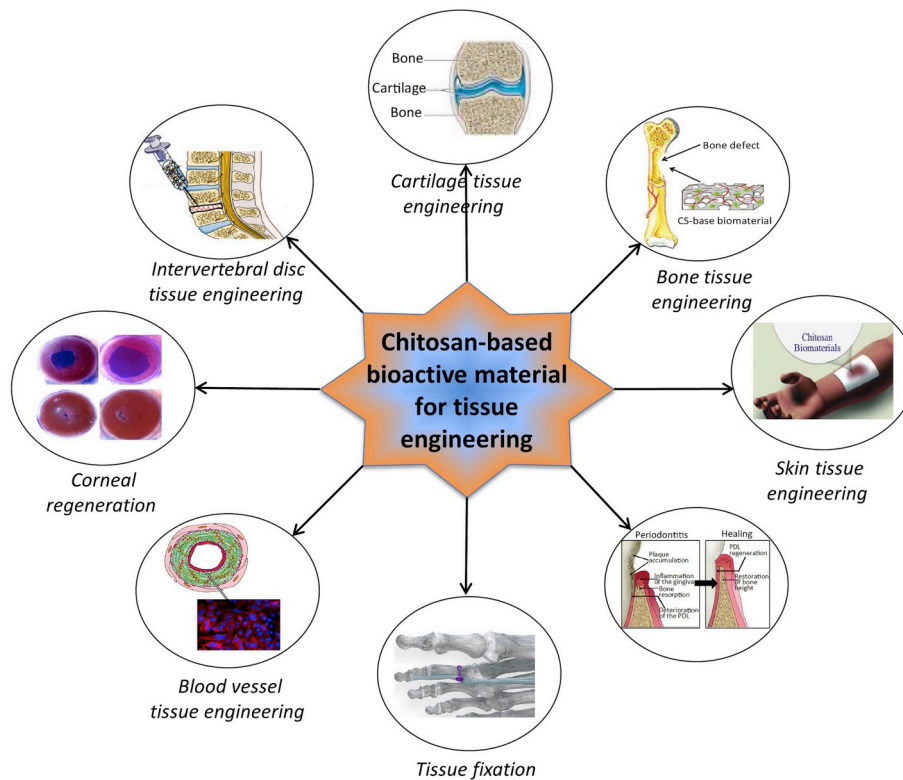 Bone
Cartilage
Bone
Cartilage tissue
engineering
Bone defect
CS-base biomaterial
Bone tissue
engineering
Intervertebral disc
tissue engineering
Chitosan-based
bioactive material
for tissue
engineering
Chitosan
Biomaterials
Skin tissue
engineering
Corneal
regeneration
Periodontitis
Plaque
accumulation
Inflammation
of the gingiva
Bone
resorption
Deterioration
of the PDL
Healing
PDL
regeneration
Restoration
of bone
height
Blood vessel
tissue engineering
Tissue fixation